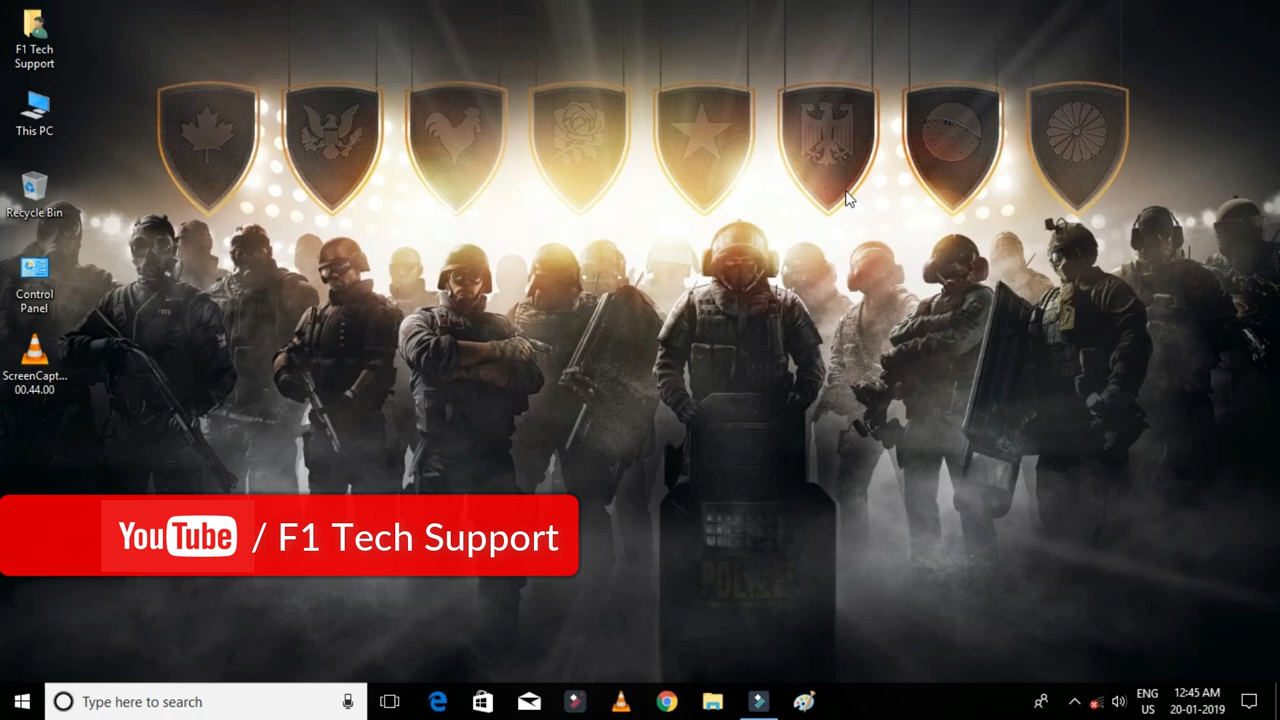 F1 Tech
Support
This PC
Recycle Bin
Control
Panel
ScreenCapt...
00.44.00
YouTube / F1 Tech Support
POLICE
Type here to search
ENG
US
12:45 AM
20-01-2019